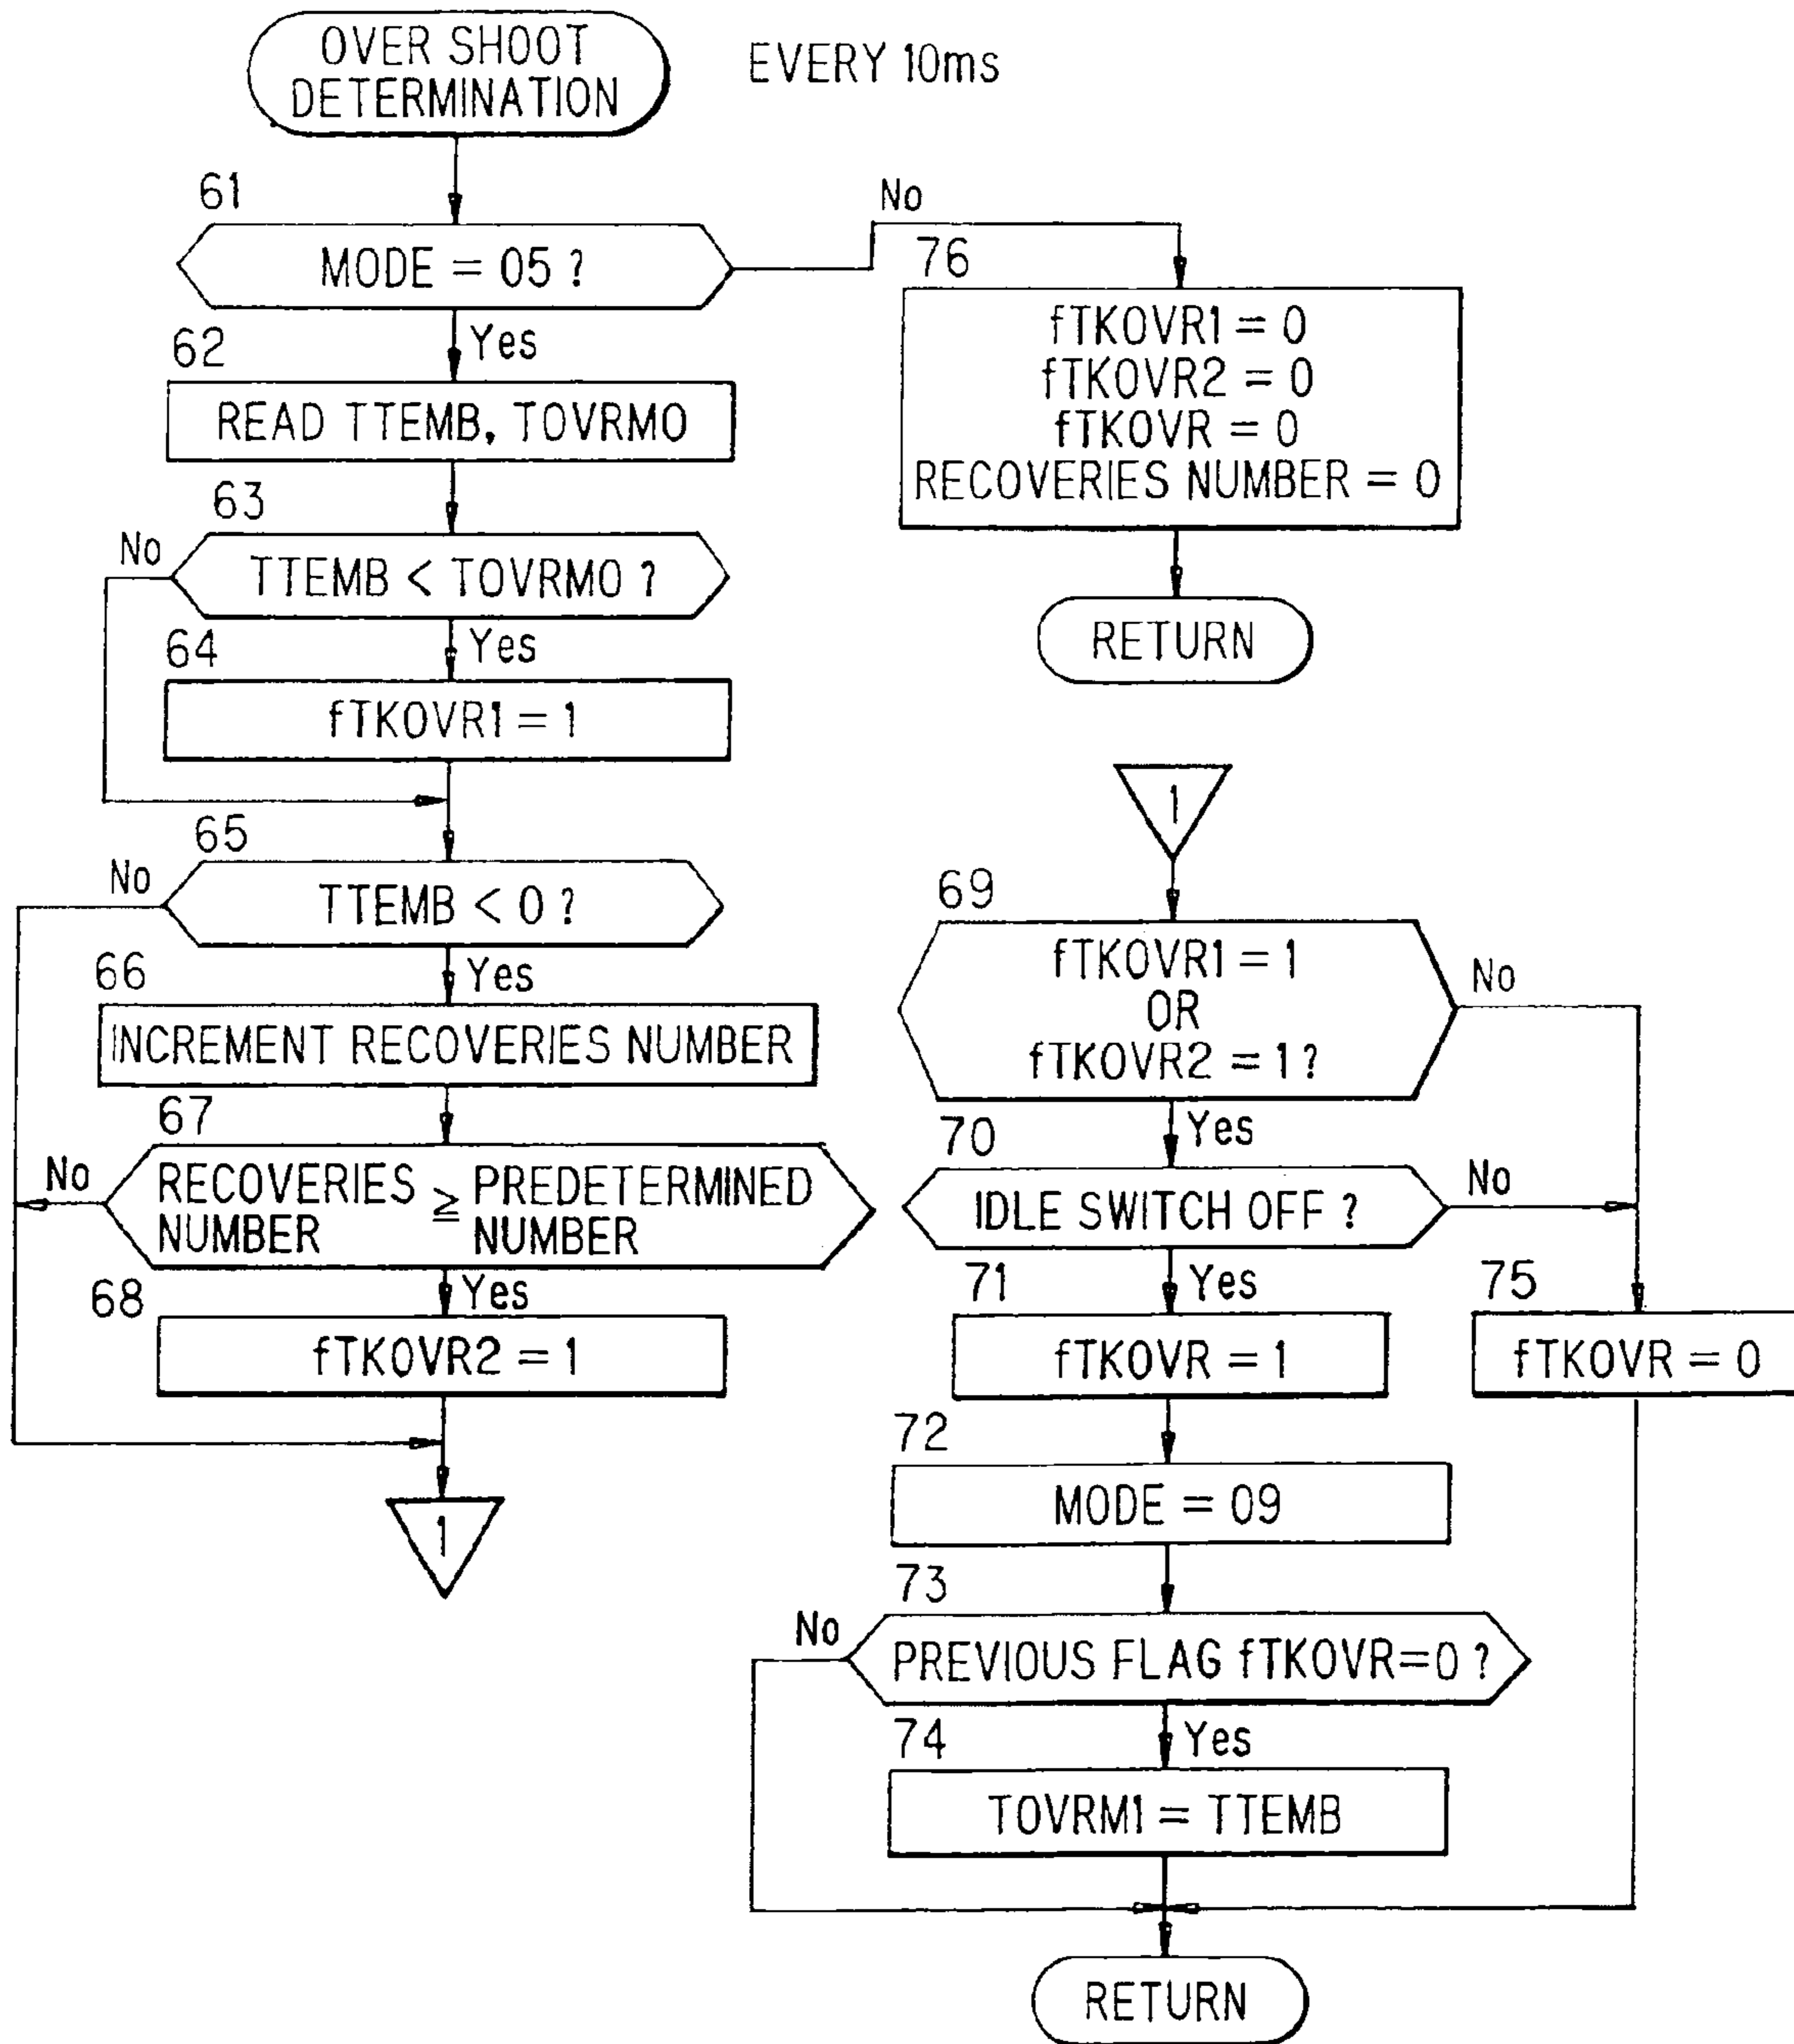 OVER SHOOT
DETERMINATION
EVERY 10ms
61
MODE = 05 ?
No
Yes
62
READ TTEMB, TOVRM0
63
No
TTEMB < TOVRM0 ?
Yes
64
fTKOVR1 = 1
65
No
TTEMB < 0 ?
Yes
66
INCREMENT RECOVERIES NUMBER
67
No
RECOVERIES ≧ PREDETERMINED
NUMBER NUMBER
Yes
68
fTKOVR2 = 1
1
76
fTKOVR1 = 0
fTKOVR2 = 0
fTKOVR = 0
RECOVERIES NUMBER = 0
RETURN
1
69
fTKOVR1 = 1
OR
fTKOVR2 = 1 ?
No
Yes
70
IDLE SWITCH OFF ?
No
Yes
71
fTKOVR = 1
75
fTKOVR = 0
72
MODE = 09
73
No
PREVIOUS FLAG fTKOVR=0 ?
Yes
74
TOVRM1 = TTEMB
RETURN